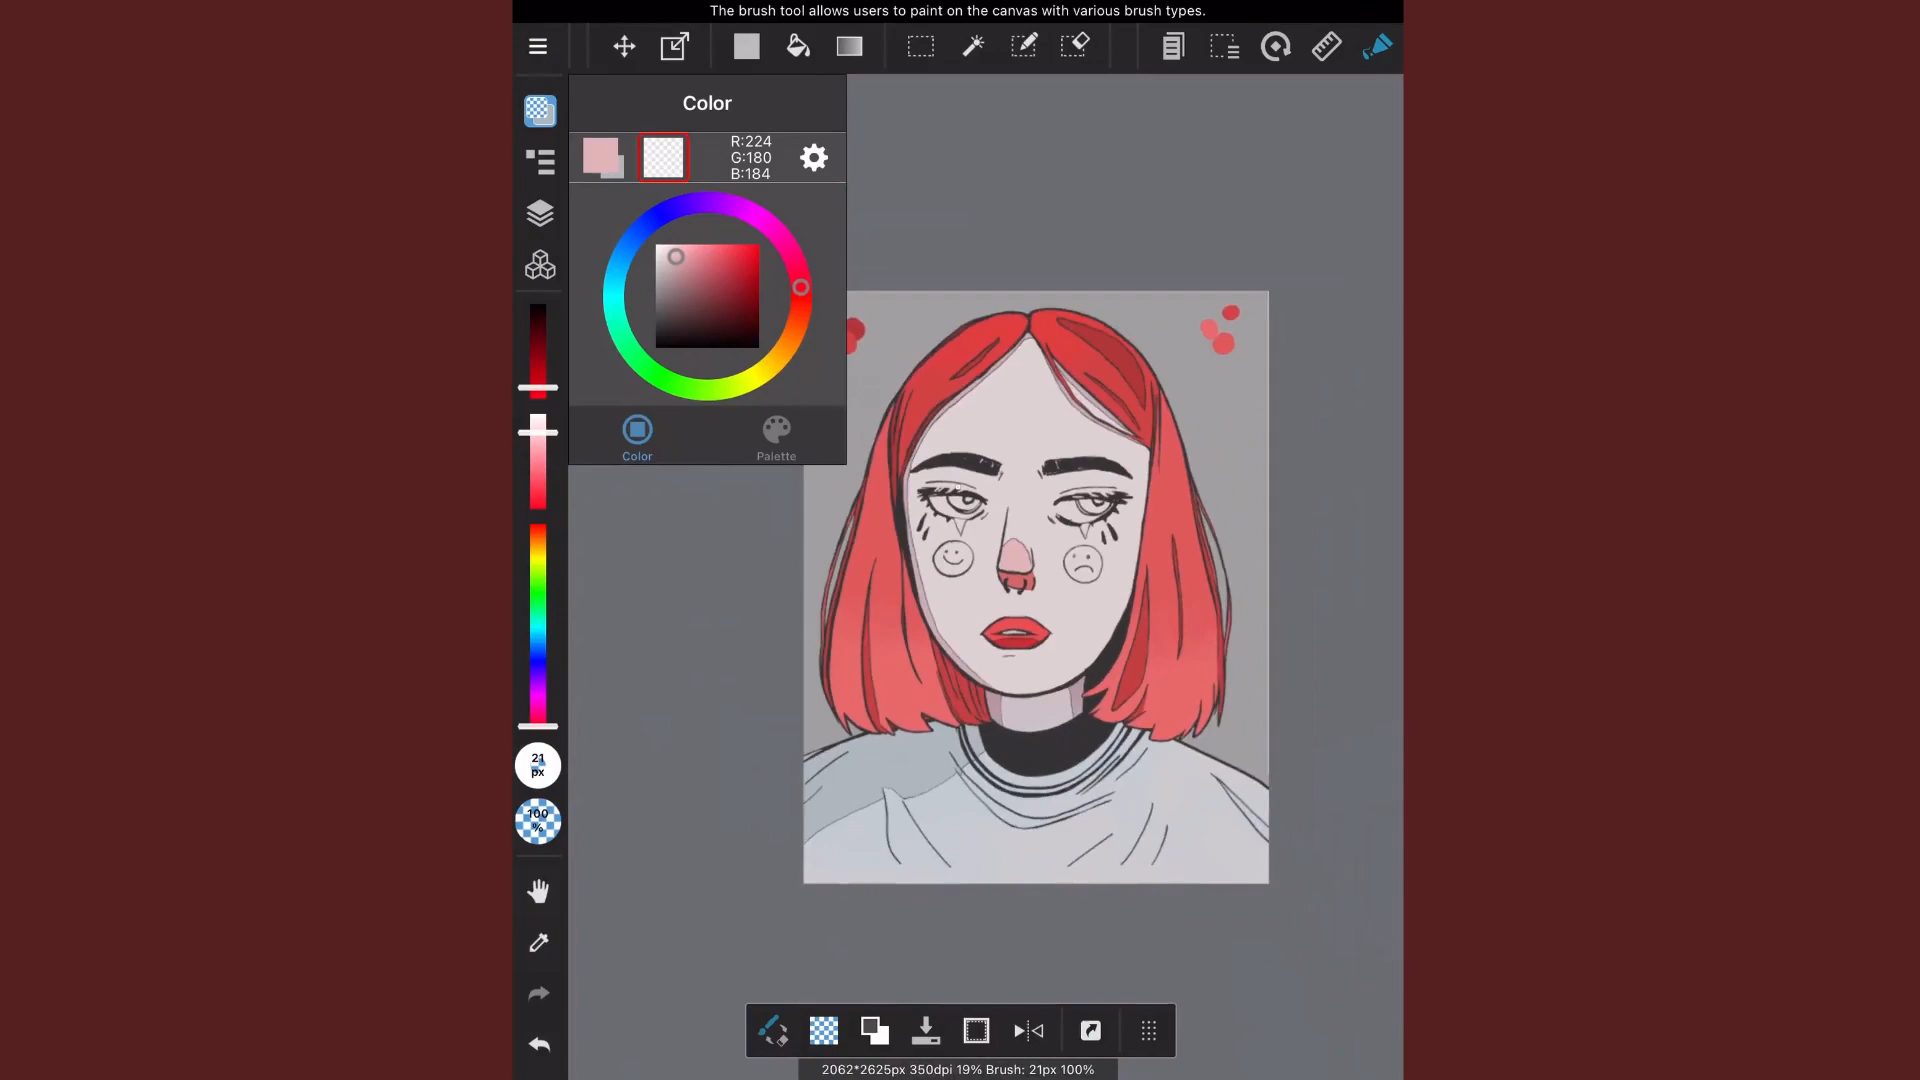 The brush tool allows users to paint on the canvas with various brush types.
Color
R:224
G:180
B:184
Color
Palette
21
px
100
%
2062*2625px 350dpi 19% Brush: 21px 100%